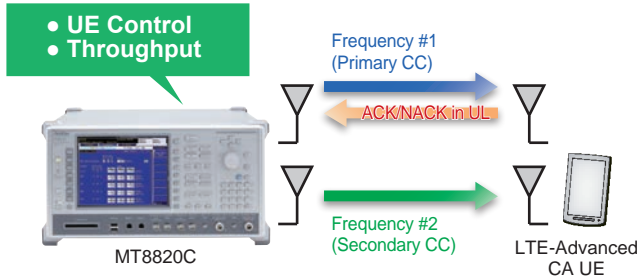 ● UE Control
● Throughput
Frequency #1
(Primary CC)
ACK/NACK in UL
Frequency #2
(Secondary CC)
MT8820C
LTE-Advanced
CA UE